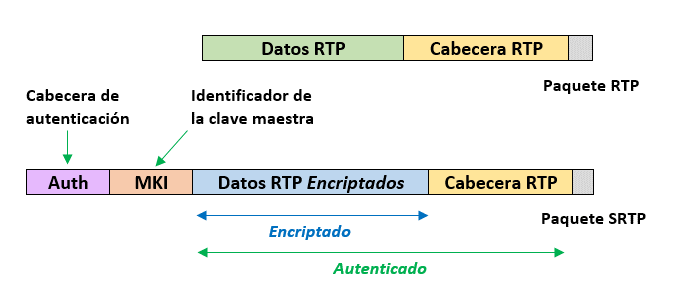 Datos RTP
Cabecera RTP
Paquete RTP
Cabecera de
autenticación
Identificador de
la clave maestra
Auth
MKI
Datos RTP Encriptados
Cabecera RTP
Paquete SRTP
Encriptado
Autenticado